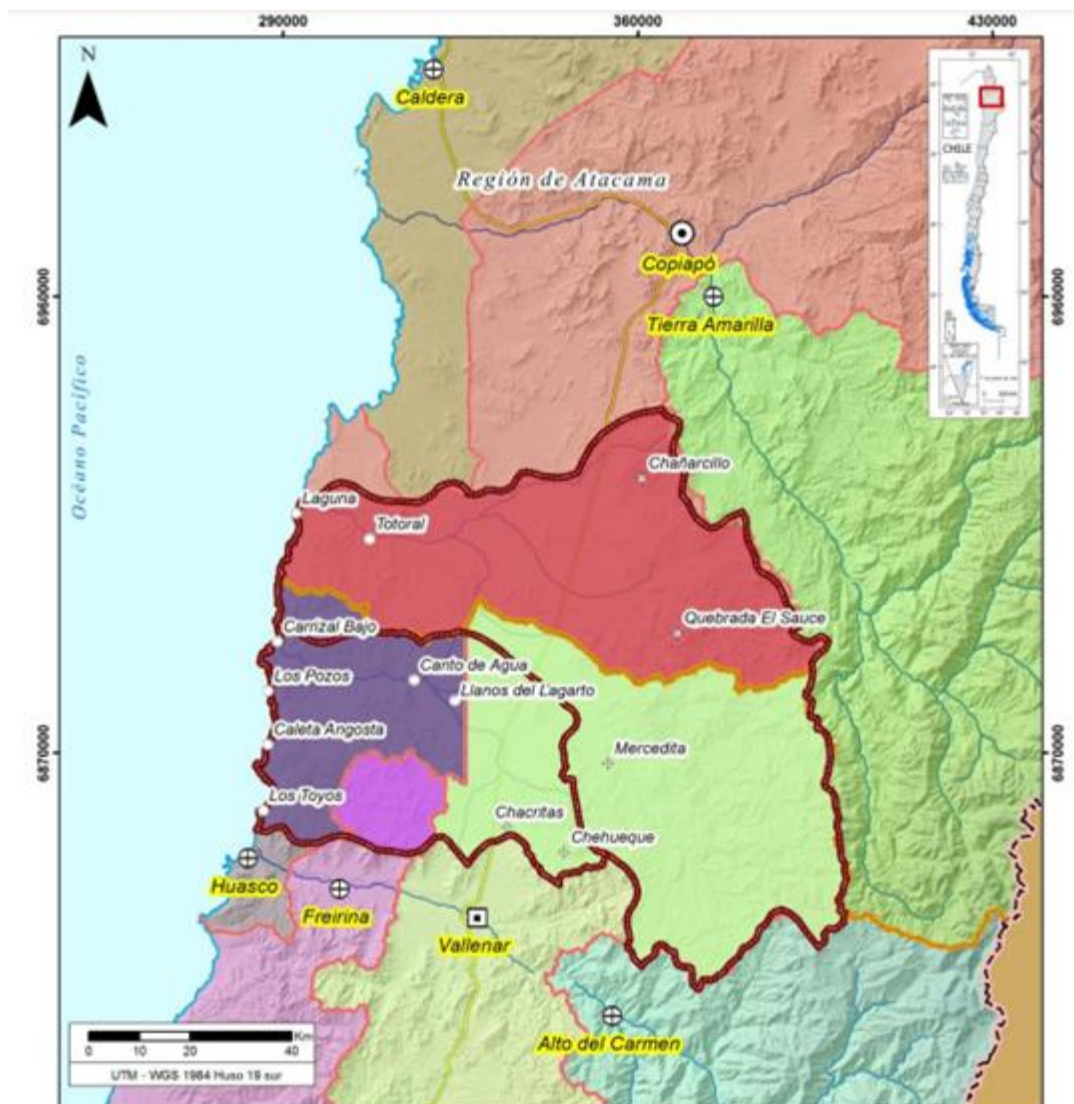 290000
360000
430000
N
Caldera
Región de Atacama
CHILE
Copiapó
6960000
6960000
Tierra Amarilla
Océano Pacífico
Chañarcillo
Laguna
Totoral
Quebrada El Sauce
Carrizal Bajo
Canto de Agua
Los Pozos
Llanos del Lagarto
Caleta Angosta
Mercedita
6870000
6870000
Los Toyos
Chacritas
Chehueque
Huasco
Freirina
Vallenar
Alto del Carmen
Km
0 10 20 40
UTM - WGS 1984 Huso 19 sur